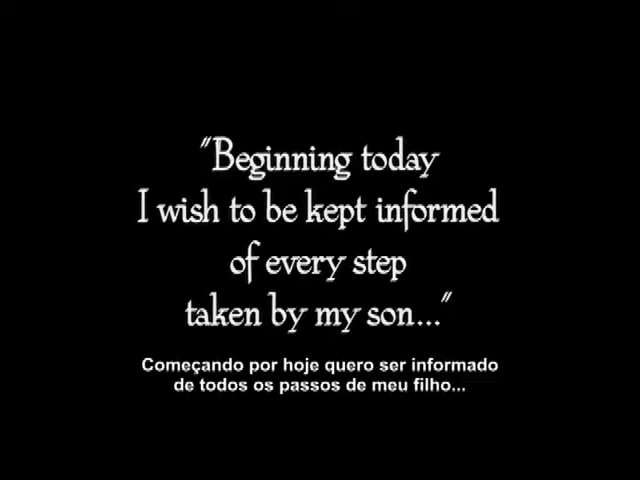 "Beginning today
I wish to be kept informed
of every step
taken by my son..."
Começando por hoje quero ser informado
de todos os passos de meu filho...